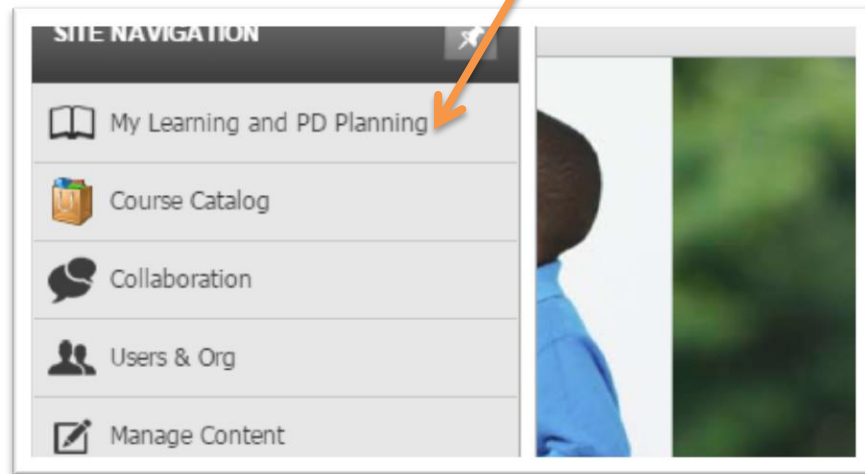 SITE NAVIGATION
My Learning and PD Planning
Course Catalog
Collaboration
Users & Org
Manage Content